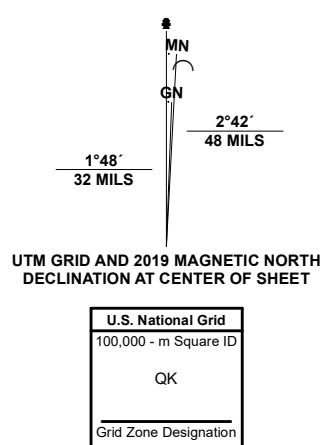 MN
GN
2°42´
48 MILS
1°48´
32 MILS
UTM GRID AND 2019 MAGNETIC NORTH
DECLINATION AT CENTER OF SHEET
U.S. National Grid
100,000 - m Square ID
QK
Grid Zone Designation